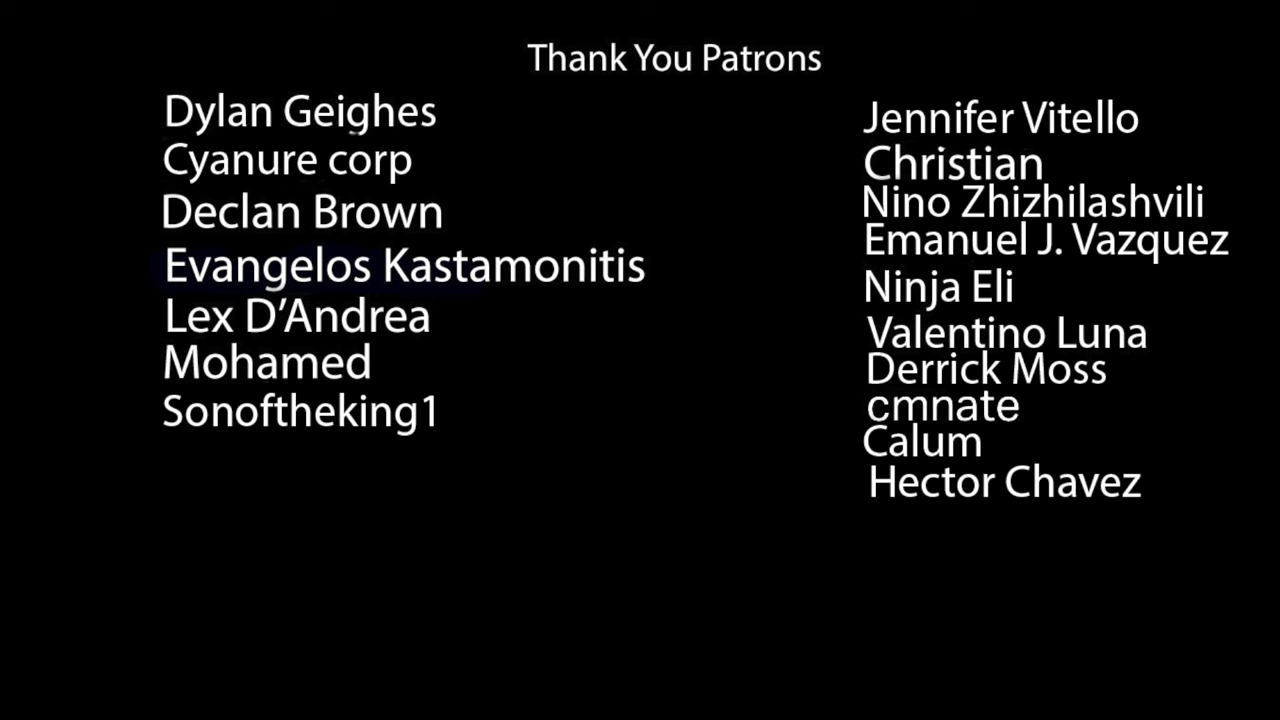 Thank You Patrons
Dylan Geighes
Cyanure corp
Declan Brown
Evangelos Kastamonitis
Lex D’Andrea
Mohamed
Sonoftheking1
Jennifer Vitello
Christian
Nino Zhizhilashvili
Emanuel J. Vazquez
Ninja Eli
Valentino Luna
Derrick Moss
cmnate
Calum
Hector Chavez